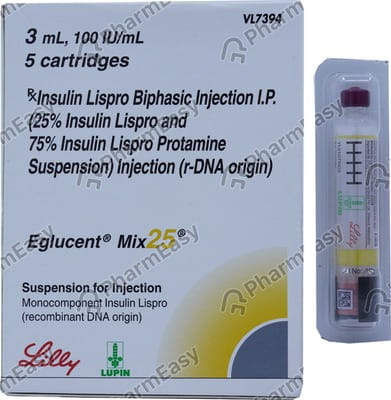 VL7394
3 mL, 100 IU/mL
5 cartridges
RxInsulin Lispro Biphasic Injection I.P.
(25% Insulin Lispro and
75% Insulin Lispro Protamine
Suspension) Injection (r-DNA origin)
Eglucent® Mix25®
Suspension for Injection
Monocomponent Insulin Lispro
(recombinant DNA origin)
Lilly
LUPIN
Lilly
PharmEasy
PharmEasy
PharmEasy
PharmEasy
PharmEasy